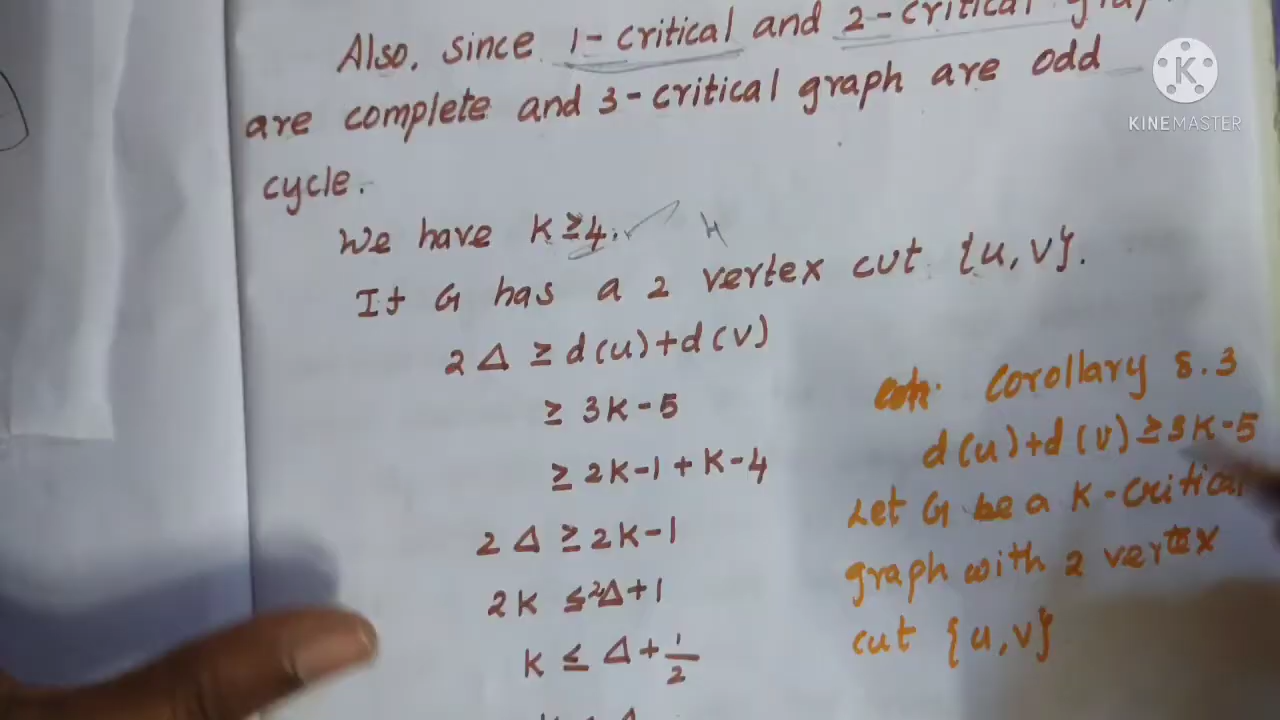 Also, since 1-critical and 2-critical
are complete and 3-critical graph are odd
cycle.
We have K ≥ 4.
If G has a 2 vertex cut {u, v}.
2Δ ≥ d(u)+d(v)
≥ 3K-5
≥ 2K-1 + K-4
2Δ ≥ 2K-1
2K ≤ 2Δ+1
K ≤ Δ + 1/2
Corollary 8.3
d(u)+d(v) ≥ 3K-5
Let G be a K-critical
graph with 2 vertex
cut {u, v}
KINEMASTER